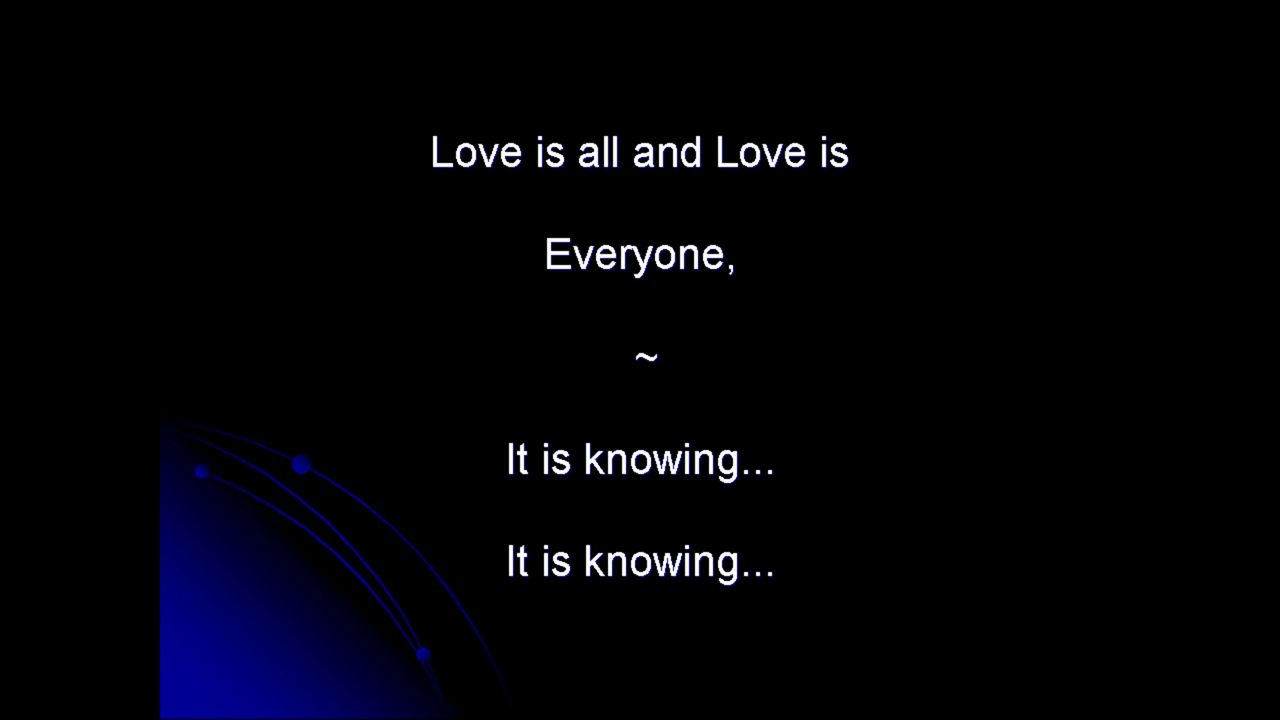 Love is all and Love is
Everyone,
~
It is knowing...
It is knowing...